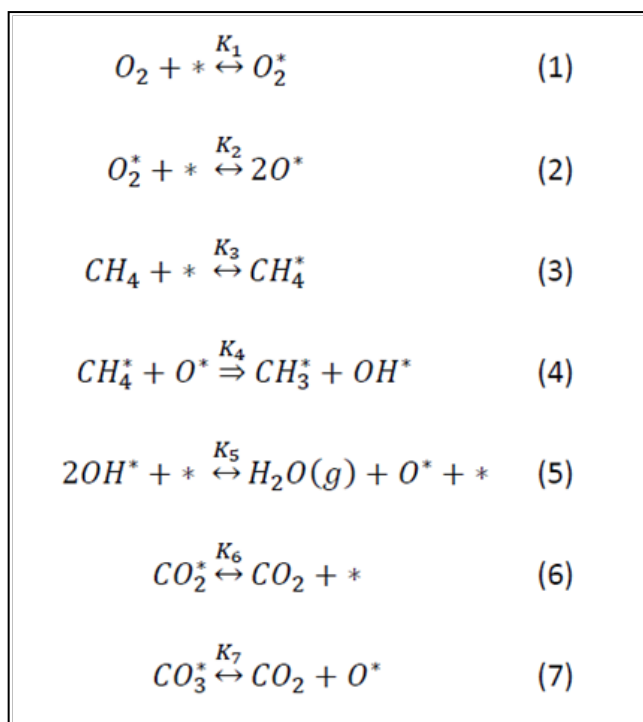 O₂ + * ↔ O₂* K₁ (1)
O₂* + * ↔ 2O* K₂ (2)
CH₄ + * ↔ CH₄* K₃ (3)
CH₄* + O* ⇒ CH₃* + OH* K₄ (4)
2OH* + * ↔ H₂O(g) + O* + * K₅ (5)
CO₂* ↔ CO₂ + * K₆ (6)
CO₃* ↔ CO₂ + O* K₇ (7)